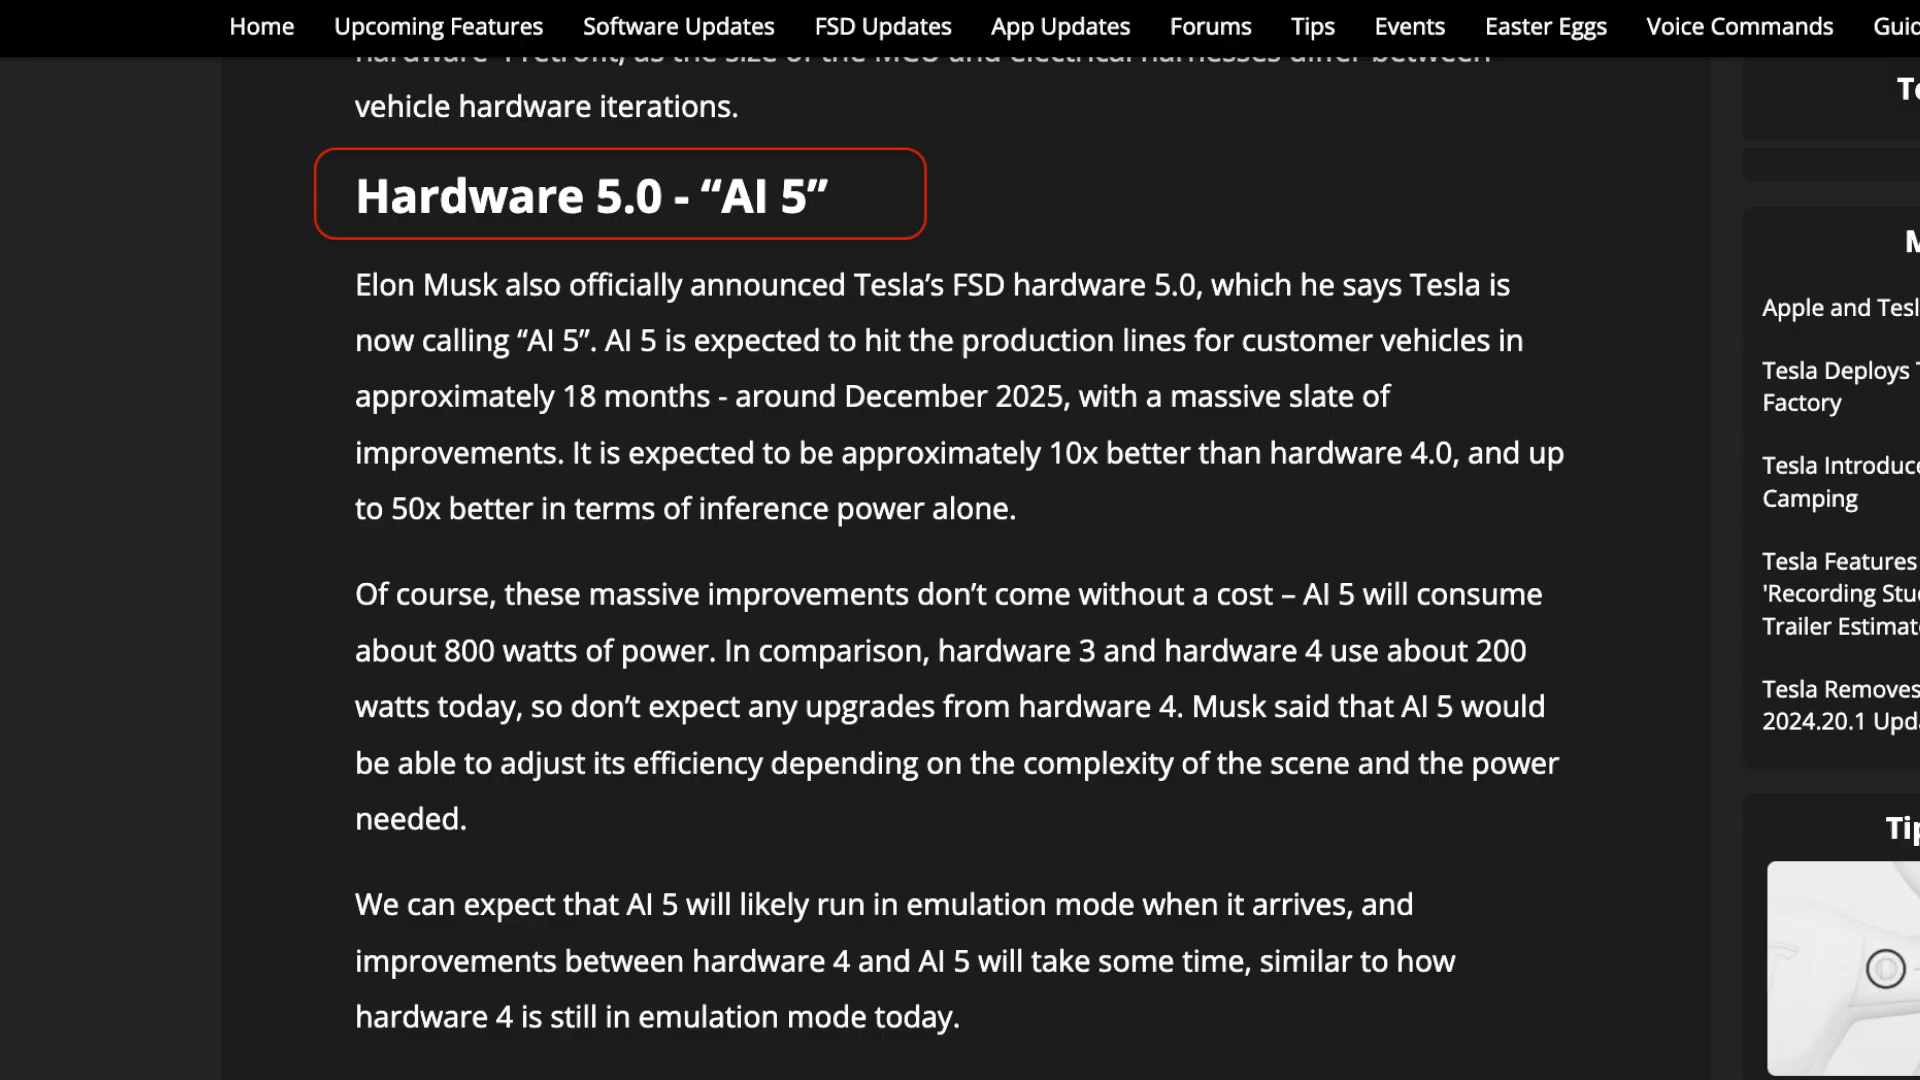 Home Upcoming Features Software Updates FSD Updates App Updates Forums Tips Events Easter Eggs Voice Commands
vehicle hardware iterations.
Hardware 5.0 - “AI 5”
Elon Musk also officially announced Tesla’s FSD hardware 5.0, which he says Tesla is
now calling “AI 5”. AI 5 is expected to hit the production lines for customer vehicles in
approximately 18 months - around December 2025, with a massive slate of
improvements. It is expected to be approximately 10x better than hardware 4.0, and up
to 50x better in terms of inference power alone.
Of course, these massive improvements don’t come without a cost – AI 5 will consume
about 800 watts of power. In comparison, hardware 3 and hardware 4 use about 200
watts today, so don’t expect any upgrades from hardware 4. Musk said that AI 5 would
be able to adjust its efficiency depending on the complexity of the scene and the power
needed.
We can expect that AI 5 will likely run in emulation mode when it arrives, and
improvements between hardware 4 and AI 5 will take some time, similar to how
hardware 4 is still in emulation mode today.
Apple and
Tesla Deploys
Factory
Tesla
Camping
Tesla Features
'Recording
Trailer
Tesla Removes
2024.20.1